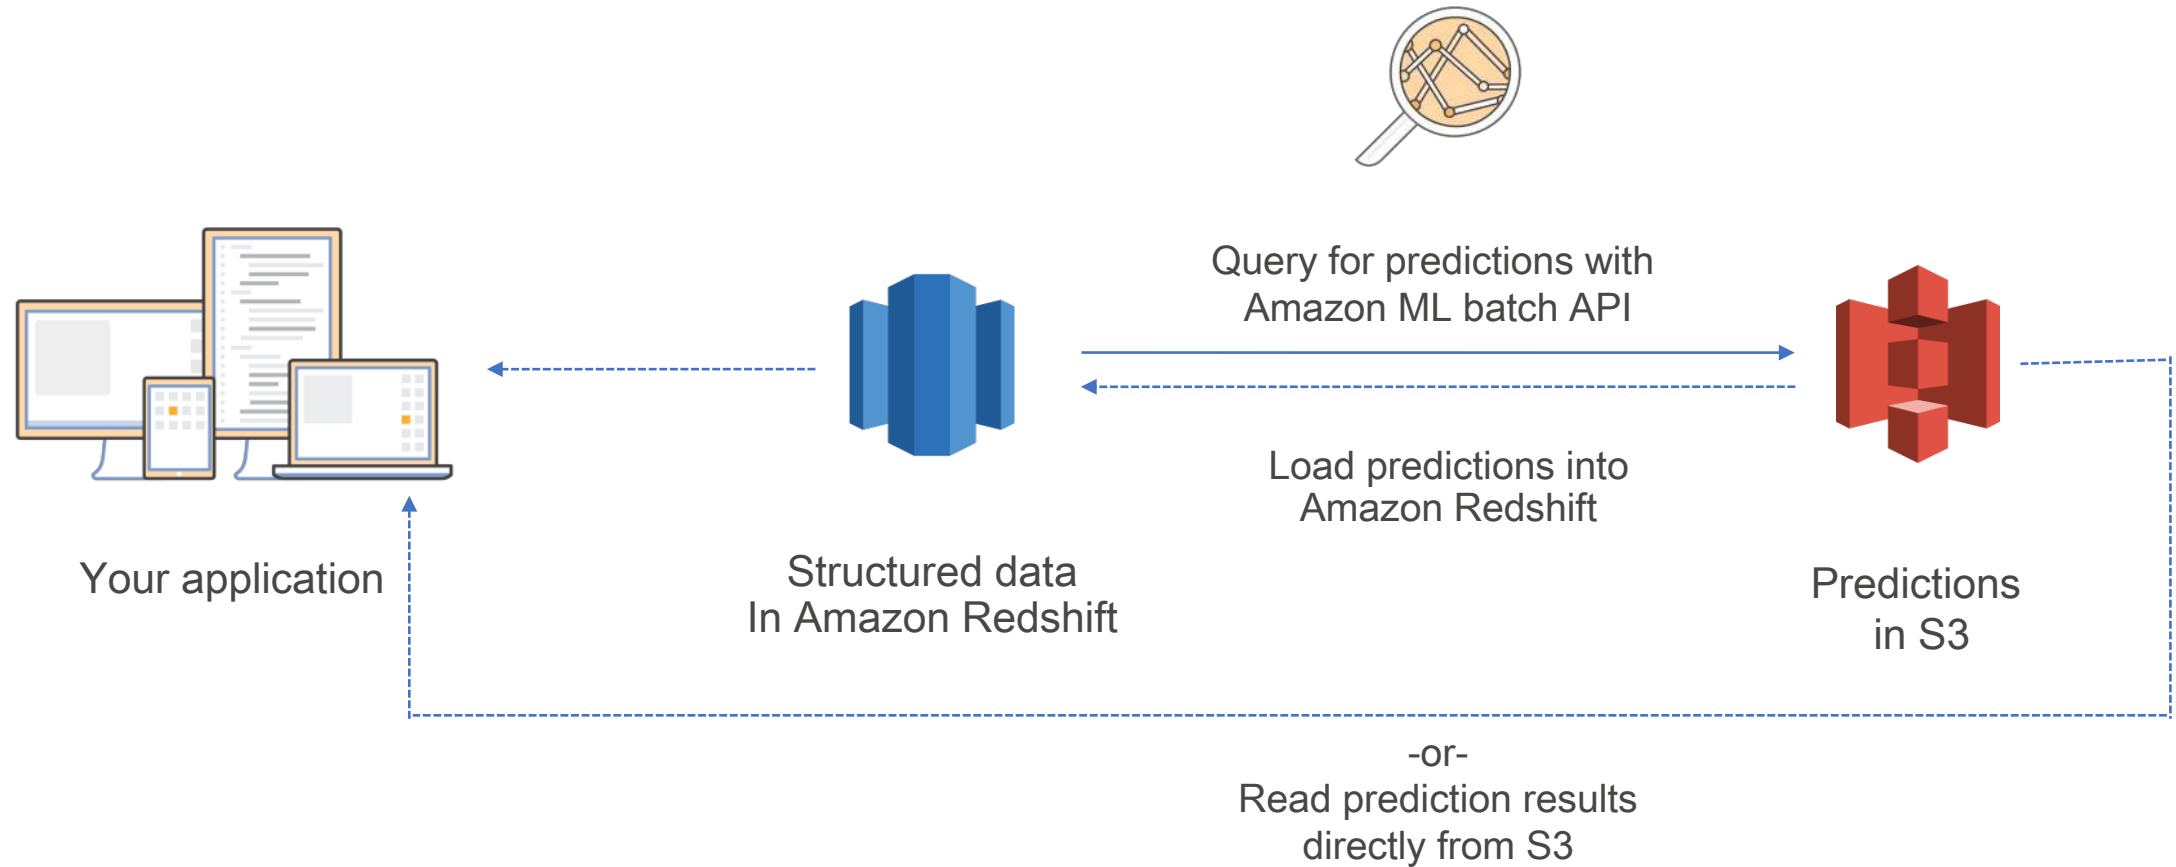 Query for predictions with
Amazon ML batch API
Load predictions into
Amazon Redshift
Your application
Structured data
In Amazon Redshift
Predictions
in S3
-or-
Read prediction results
directly from S3